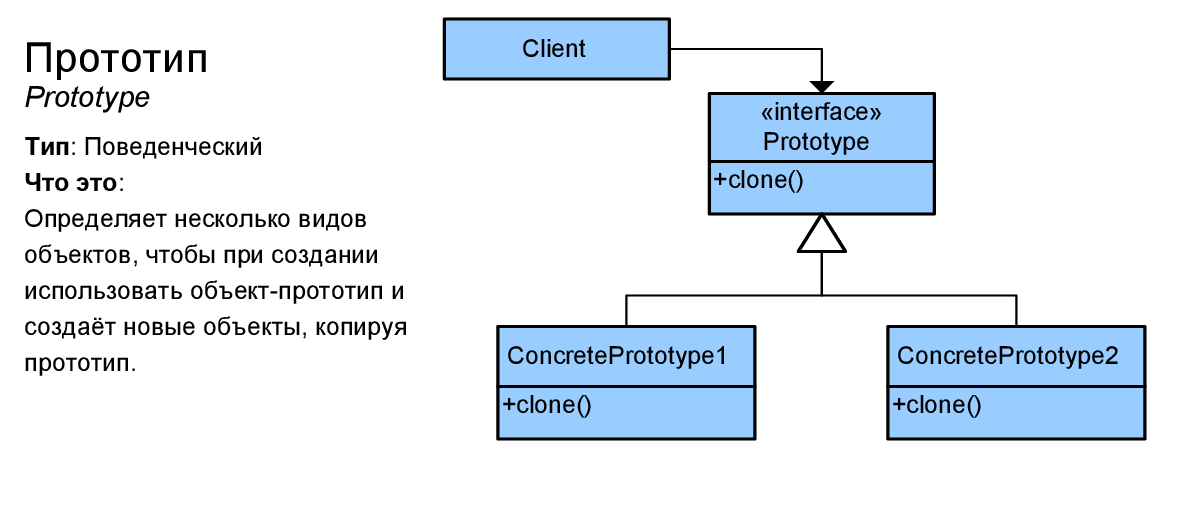 Прототип
Prototype
Тип: Поведенческий
Что это:
Определяет несколько видов
объектов, чтобы при создании
использовать объект-прототип и
создаёт новые объекты, копируя
прототип.
Client
«interface»
Prototype
+clone()
ConcretePrototype1
+clone()
ConcretePrototype2
+clone()